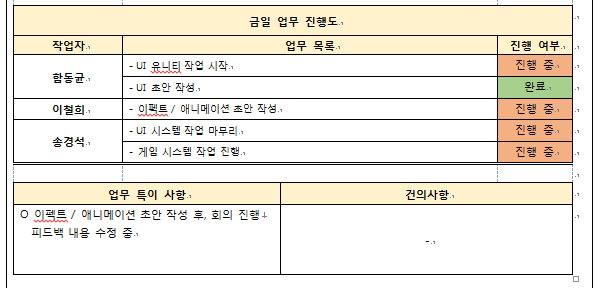 금일 업무 진행도
작업자 업무 목록 진행 여부
함동균 - UI 유니티 작업 시작 진행 중
- UI 초안 작성 완료
이철희 - 이펙트 / 애니메이션 초안 작성 진행 중
송경석 - UI 시스템 작업 마무리 진행 중
- 게임 시스템 작업 진행 진행 중
업무 특이 사항 건의사항
O 이펙트 / 애니메이션 초안 작성 후, 회의 진행
피드백 내용 수정 중
-